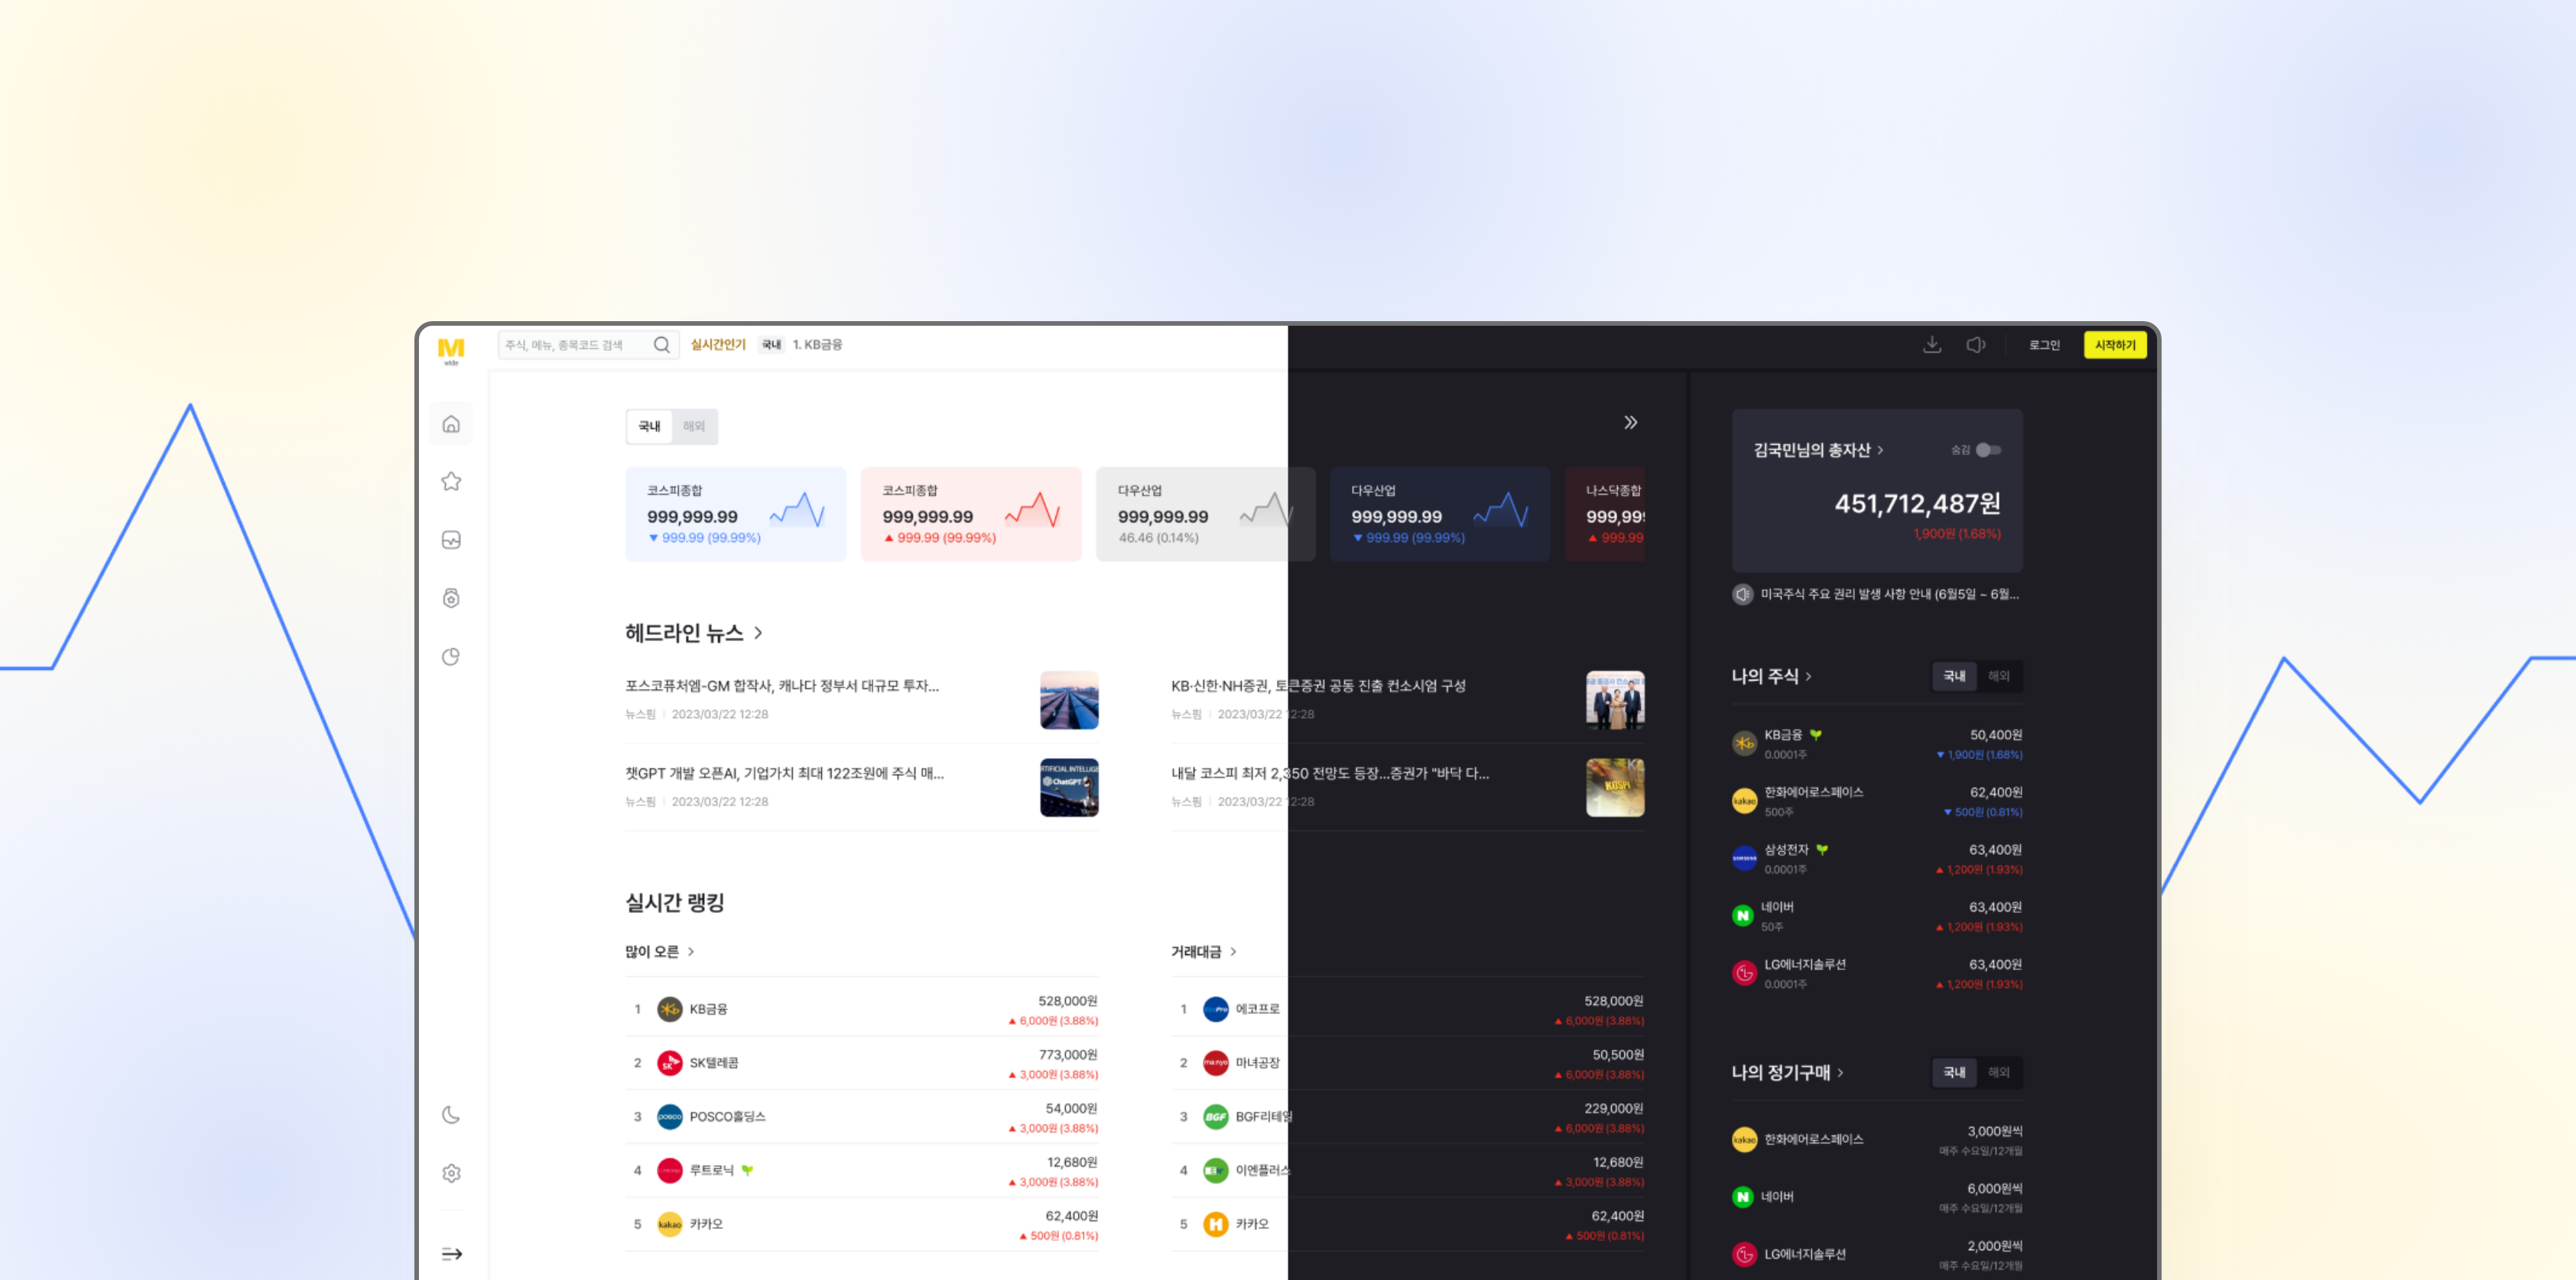 M
wide
주식, 메뉴, 종목코드 검색
실시간인기 국내 1. KB금융
로그인
시작하기
국내 해외
코스피종합
999,999.99
▼ 999.99 (99.99%)
코스피종합
999,999.99
▲ 999.99 (99.99%)
다우산업
999,999.99
46.46 (0.14%)
다우산업
999,999.99
▼ 999.99 (99.99%)
나스닥종합
999,99
▲ 999.99
헤드라인 뉴스 >
포스코퓨처엠-GM 합작사, 캐나다 정부서 대규모 투자...
뉴스핌 | 2023/03/22 12:28
KB·신한·NH증권, 토큰증권 공동 진출 컨소시엄 구성
뉴스핌 | 2023/03/22 12:28
챗GPT 개발 오픈AI, 기업가치 최대 122조원에 주식 매...
뉴스핌 | 2023/03/22 12:28
ChatGPT
내달 코스피 최저 2,350 전망도 등장...증권가 "바닥 다...
뉴스핌 | 2023/03/22 12:28
KOSPI
실시간 랭킹
많이 오른 >
1 KB금융 528,000원
▲ 6,000원 (3.88%)
2 SK SK텔레콤 773,000원
▲ 3,000원 (3.88%)
3 posco POSCO홀딩스 54,000원
▲ 3,000원 (3.88%)
4 루트로닉 12,680원
▲ 3,000원 (3.88%)
5 kakao 카카오 62,400원
▲ 500원 (0.81%)
거래대금 >
1 에코프로 528,000원
▲ 6,000원 (3.88%)
2 manyo 마녀공장 50,500원
▲ 6,000원 (3.88%)
3 BGF BGF리테일 229,000원
▲ 6,000원 (3.88%)
4 이엔플러스 12,680원
▲ 3,000원 (3.88%)
5 카카오 62,400원
▲ 500원 (0.81%)
김국민님의 총자산 >
숨김
451,712,487원
1,900원 (1.68%)
미국주식 주요 권리 발생 사항 안내 (6월5일 ~ 6월...
나의 주식 >
국내 해외
KB금융 50,400원
0.0001주 ▼ 1,900원 (1.68%)
kakao 한화에어로스페이스 62,400원
500주 ▼ 500원 (0.81%)
SAMSUNG 삼성전자 63,400원
0.0001주 ▲ 1,200원 (1.93%)
N 네이버 63,400원
50주 ▲ 1,200원 (1.93%)
LG에너지솔루션 63,400원
0.0001주 ▲ 1,200원 (1.93%)
나의 정기구매 >
국내 해외
kakao 한화에어로스페이스 3,000원씩
매주 수요일/12개월
N 네이버 6,000원씩
매주 수요일/12개월
LG에너지솔루션 2,000원씩
매주 수요일/12개월